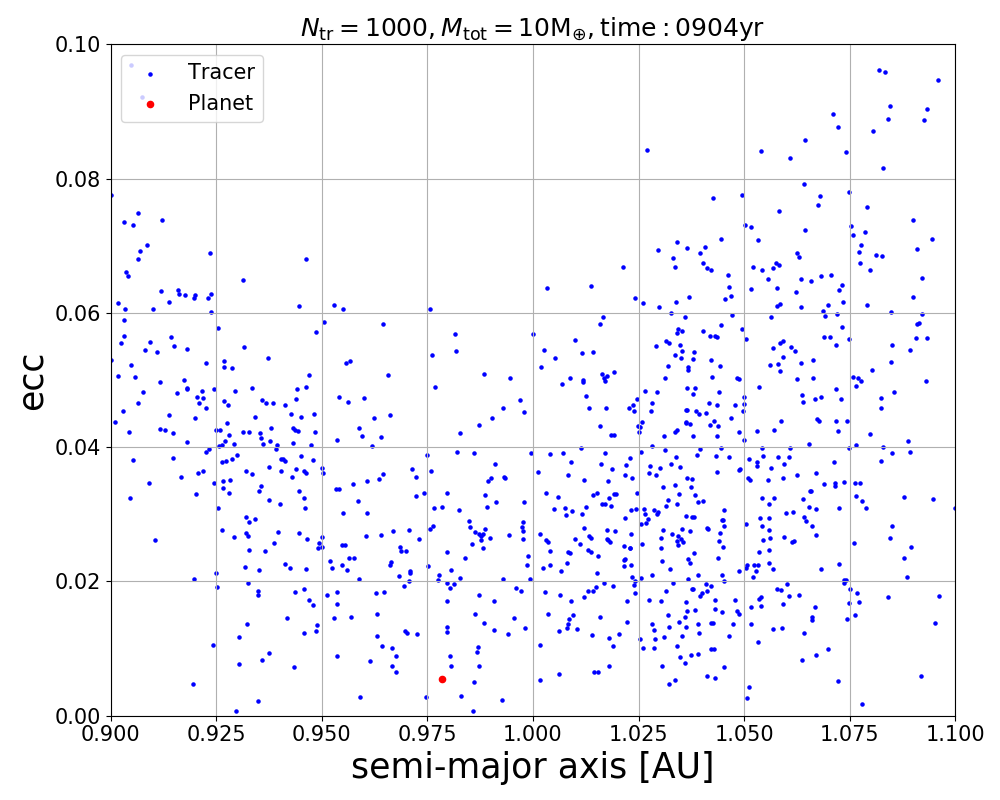 N_tr = 1000, M_tot = 10M_⊕, time : 0904yr
0.10
0.08
0.06
0.04
0.02
0.00
ecc
Tracer
Planet
0.900 0.925 0.950 0.975 1.000 1.025 1.050 1.075 1.100
semi-major axis [AU]